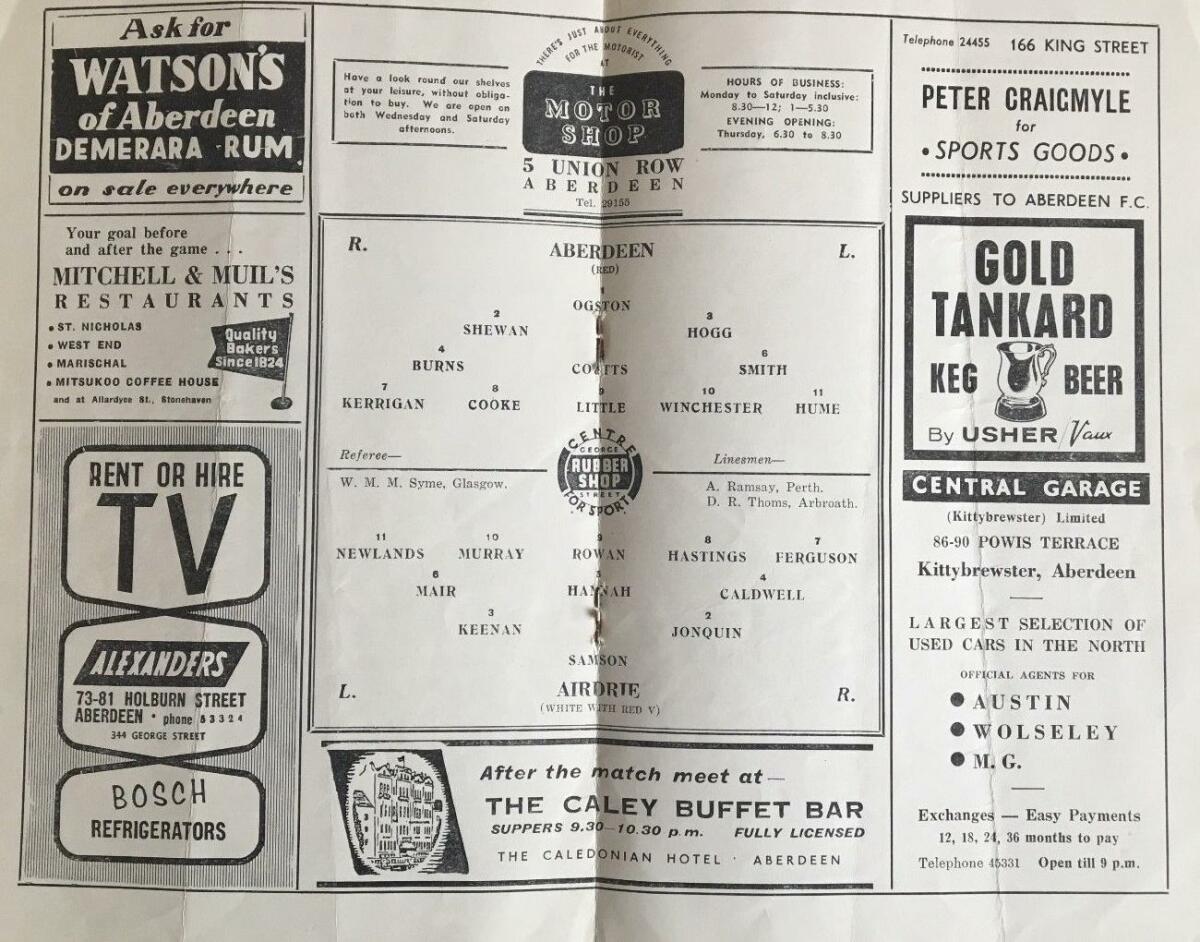 Ask for
WATSON'S
of Aberdeen
DEMERARA RUM
on sale everywhere
Your goal before
and after the game . . .
MITCHELL & MUIL'S
RESTAURANTS
• ST. NICHOLAS
• WEST END
• MARISCHAL
• MITSUKOO COFFEE HOUSE
and at Allardyce St., Stonehaven
Quality
Bakers
Since 1824
RENT OR HIRE
TV
ALEXANDERS
73-81 HOLBURN STREET
ABERDEEN • phone 53324
344 GEORGE STREET
BOSCH
REFRIGERATORS
Have a look round our shelves
at your leisure, without obliga-
tion to buy. We are open on
both Wednesday and Saturday
afternoons.
THERE'S JUST ABOUT EVERYTHING
FOR THE MOTORIST
AT
THE
MOTOR
SHOP
5 UNION ROW
ABERDEEN
Tel. 29155
HOURS OF BUSINESS:
Monday to Saturday inclusive:
8.30—12; 1—5.30
EVENING OPENING:
Thursday, 6.30 to 8.30
R. ABERDEEN L.
(RED)
1
OGSTON
2 3
SHEWAN HOGG
4 6
BURNS COUTTS SMITH
7 8 9 10 11
KERRIGAN COOKE LITTLE WINCHESTER HUME
Referee— Linesmen—
CENTRE
GEORGE
RUBBER
SHOP
STREET
FOR SPORT
W. M. M. Syme, Glasgow. A. Ramsay, Perth.
D. R. Thoms, Arbroath.
11 10 9 8 7
NEWLANDS MURRAY ROWAN HASTINGS FERGUSON
6 5 4
MAIR HANNAH CALDWELL
3 2
KEENAN JONQUIN
SAMSON
L. AIRDRIE R.
(WHITE WITH RED V)
After the match meet at—
THE CALEY BUFFET BAR
SUPPERS 9.30—10.30 p.m. FULLY LICENSED
THE CALEDONIAN HOTEL · ABERDEEN
Telephone 24455 166 KING STREET
PETER CRAIGMYLE
for
• SPORTS GOODS •
SUPPLIERS TO ABERDEEN F.C.
GOLD
TANKARD
KEG BEER
By USHER/Vaux
CENTRAL GARAGE
(Kittybrewster) Limited
86-90 POWIS TERRACE
Kittybrewster, Aberdeen
LARGEST SELECTION OF
USED CARS IN THE NORTH
OFFICIAL AGENTS FOR
● AUSTIN
● WOLSELEY
● M.G.
Exchanges — Easy Payments
12, 18, 24, 36 months to pay
Telephone 45331 Open till 9 p.m.